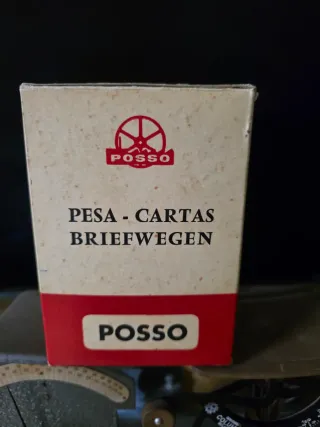 POSSO
PESA - CARTAS
BRIEFWEGEN
POSSO